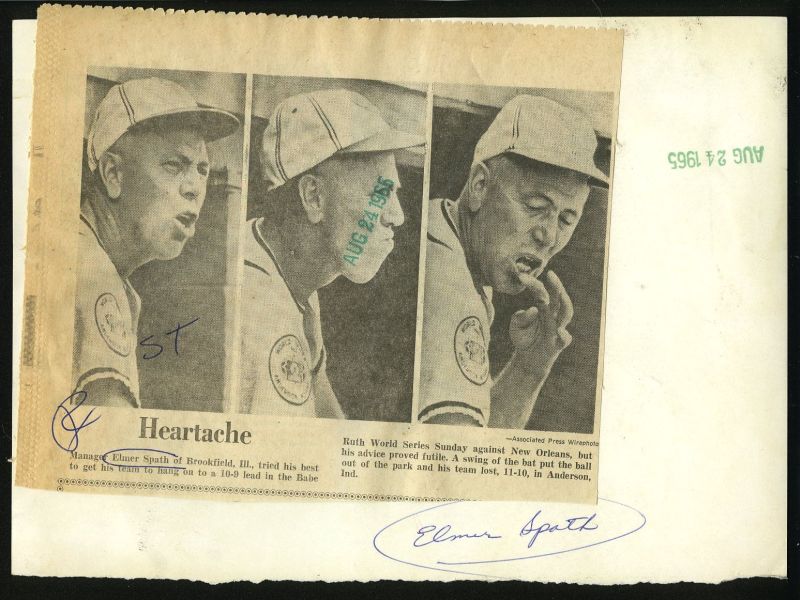 AUG 24 1965
AUG 24 1965
ST
WORLD
—Associated Press Wirephoto
Heartache
Manager Elmer Spath of Brookfield, Ill., tried his best
to get his team to hang on to a 10-9 lead in the Babe
Ruth World Series Sunday against New Orleans, but
his advice proved futile. A swing of the bat put the ball
out of the park and his team lost, 11-10, in Anderson,
Ind.
Elmer Spath